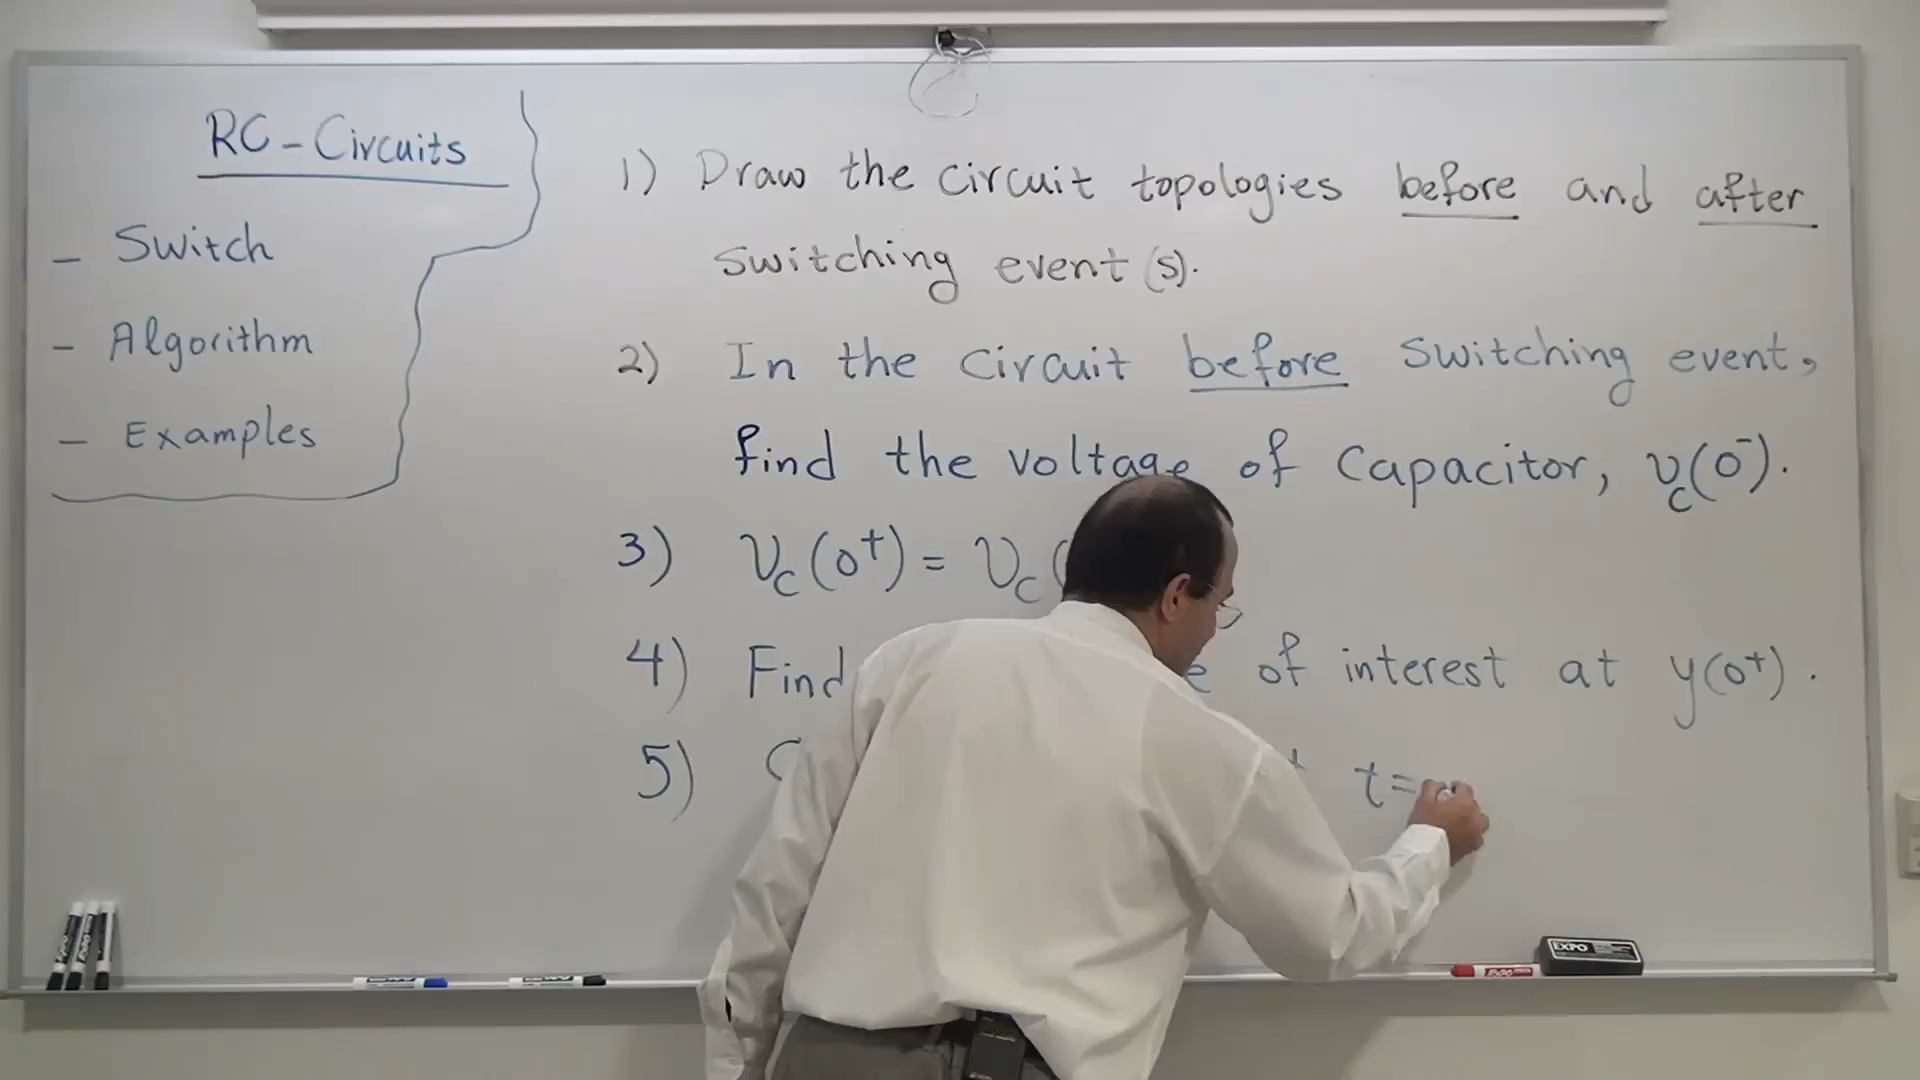 RC-Circuits
- Switch
- Algorithm
- Examples
1) Draw the circuit topologies before and after
switching event(s).
2) In the circuit before switching event,
find the voltage of Capacitor, v_c(0⁻).
3) v_c(0⁺) = v_c(
4) Find of interest at y(0⁺).
5) t=
EXPO
EXPO